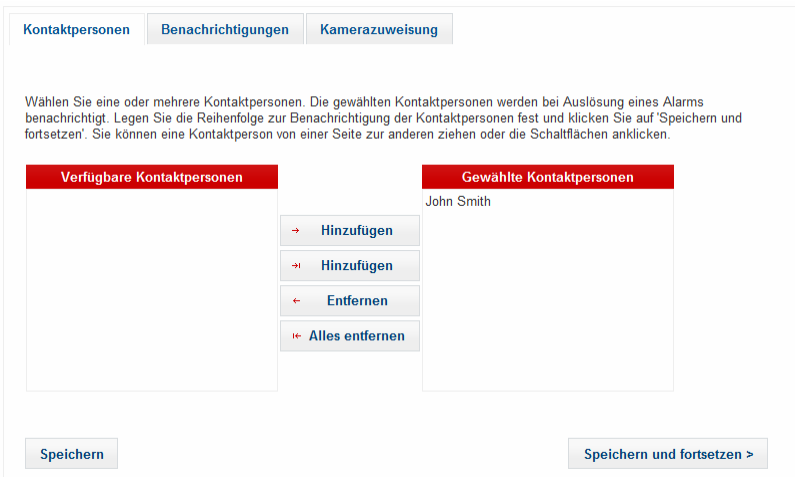 Kontaktpersonen Benachrichtigungen Kamerazuweisung
Wählen Sie eine oder mehrere Kontaktpersonen. Die gewählten Kontaktpersonen werden bei Auslösung eines Alarms
benachrichtigt. Legen Sie die Reihenfolge zur Benachrichtigung der Kontaktpersonen fest und klicken Sie auf 'Speichern und
fortsetzen'. Sie können eine Kontaktperson von einer Seite zur anderen ziehen oder die Schaltflächen anklicken.
Verfügbare Kontaktpersonen
Hinzufügen
Hinzufügen
Entfernen
Alles entfernen
Gewählte Kontaktpersonen
John Smith
Speichern
Speichern und fortsetzen >